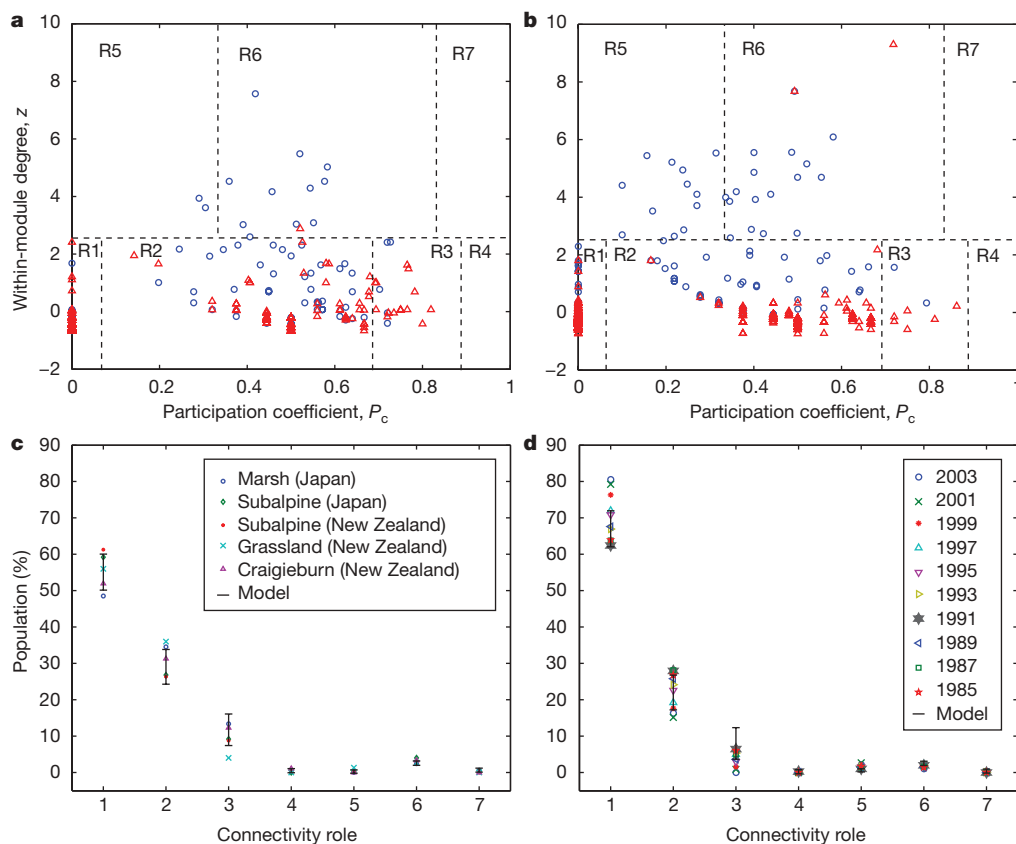 a
10
8
6
4
2
0
−2
Within-module degree, z
R5
R6
R7
R1
R2
R3
R4
0
0.2
0.4
0.6
0.8
1
Participation coefficient, Pc
b
10
8
6
4
2
0
−2
R5
R6
R7
R1
R2
R3
R4
0
0.2
0.4
0.6
0.8
1
Participation coefficient, Pc
c
90
80
70
60
50
40
30
20
10
0
Population (%)
Marsh (Japan)
Subalpine (Japan)
Subalpine (New Zealand)
Grassland (New Zealand)
Craigieburn (New Zealand)
Model
1
2
3
4
5
6
7
Connectivity role
d
90
80
70
60
50
40
30
20
10
0
2003
2001
1999
1997
1995
1993
1991
1989
1987
1985
Model
1
2
3
4
5
6
7
Connectivity role